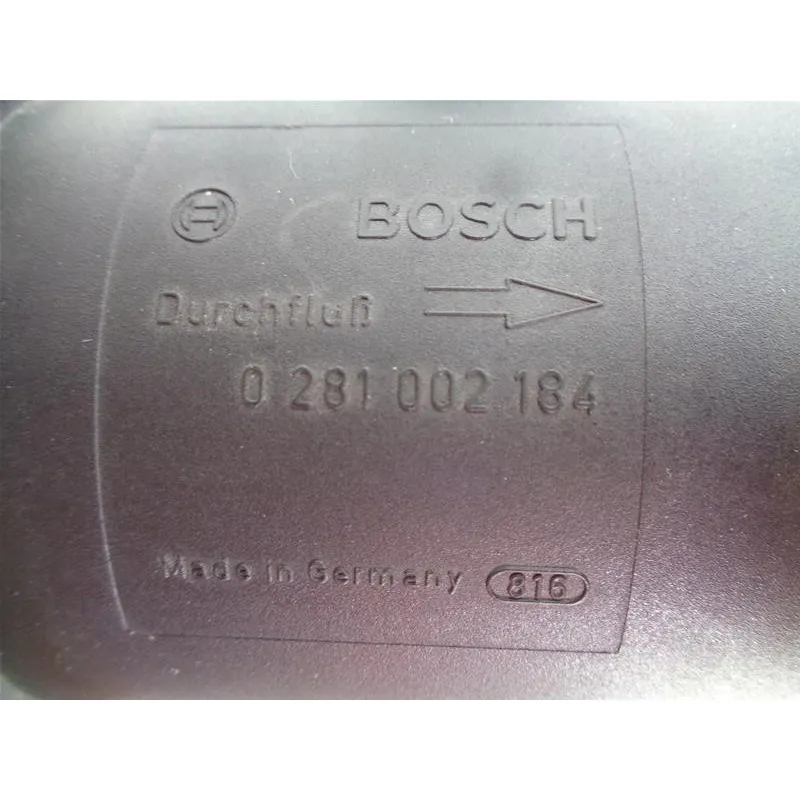 BOSCH
Durchfluß
0 281 002 184
Made in Germany 816